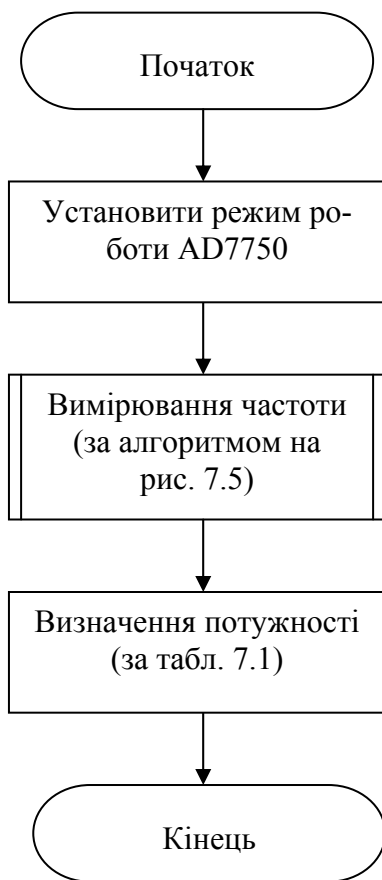 Початок
Установити режим ро-
боти AD7750
Вимірювання частоти
(за алгоритмом на
рис. 7.5)
Визначення потужності
(за табл. 7.1)
Кінець